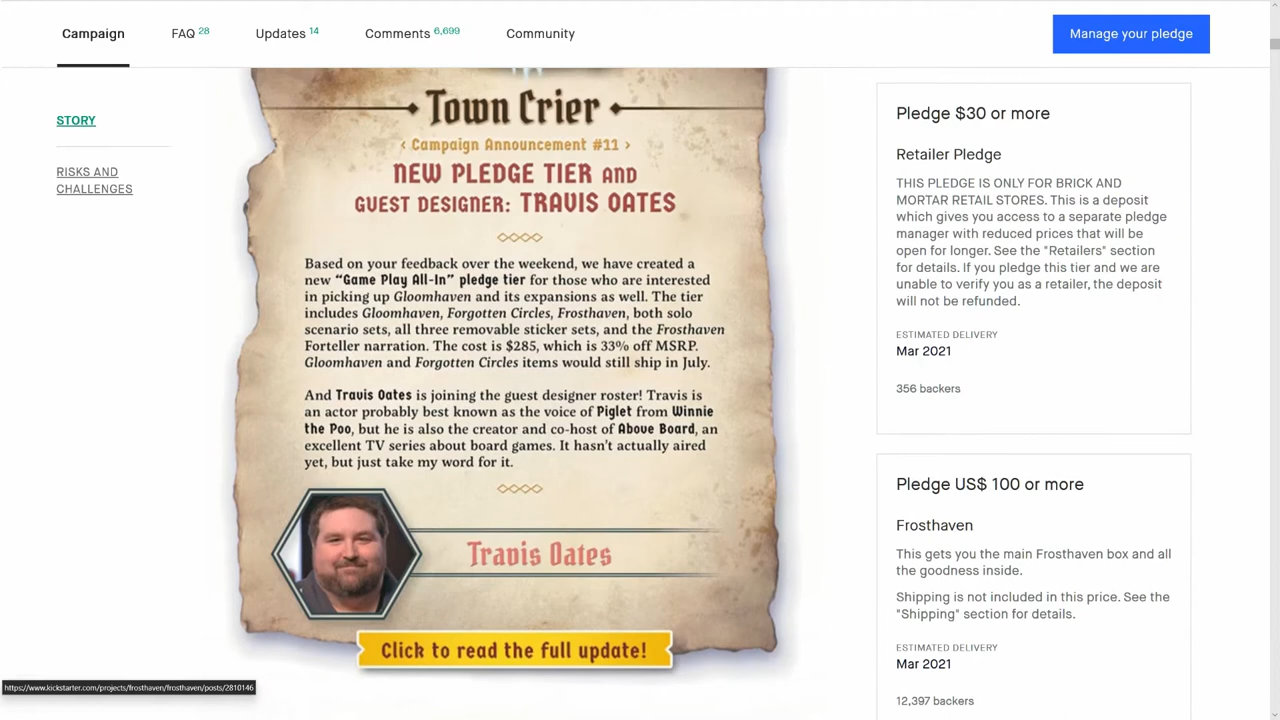 Campaign
FAQ 28
Updates 14
Comments 6,699
Community
Manage your pledge
STORY
RISKS AND
CHALLENGES
Town Crier
‹ Campaign Announcement #11 ›
NEW PLEDGE TIER AND
GUEST DESIGNER: TRAVIS OATES
Based on your feedback over the weekend, we have created a
new “Game Play All-In” pledge tier for those who are interested
in picking up Gloomhaven and its expansions as well. The tier
includes Gloomhaven, Forgotten Circles, Frosthaven, both solo
scenario sets, all three removable sticker sets, and the Frosthaven
Forteller narration. The cost is $285, which is 33% off MSRP.
Gloomhaven and Forgotten Circles items would still ship in July.
And Travis Oates is joining the guest designer roster! Travis is
an actor probably best known as the voice of Piglet from Winnie
the Poo, but he is also the creator and co-host of Above Board, an
excellent TV series about board games. It hasn't actually aired
yet, but just take my word for it.
Travis Oates
Click to read the full update!
Pledge $30 or more
Retailer Pledge
THIS PLEDGE IS ONLY FOR BRICK AND
MORTAR RETAIL STORES. This is a deposit
which gives you access to a separate pledge
manager with reduced prices that will be
open for longer. See the "Retailers" section
for details. If you pledge this tier and we are
unable to verify you as a retailer, the deposit
will not be refunded.
ESTIMATED DELIVERY
Mar 2021
356 backers
Pledge US$ 100 or more
Frosthaven
This gets you the main Frosthaven box and all
the goodness inside.
Shipping is not included in this price. See the
"Shipping" section for details.
ESTIMATED DELIVERY
Mar 2021
12,397 backers
https://www.kickstarter.com/projects/frosthaven/frosthaven/posts/2810146